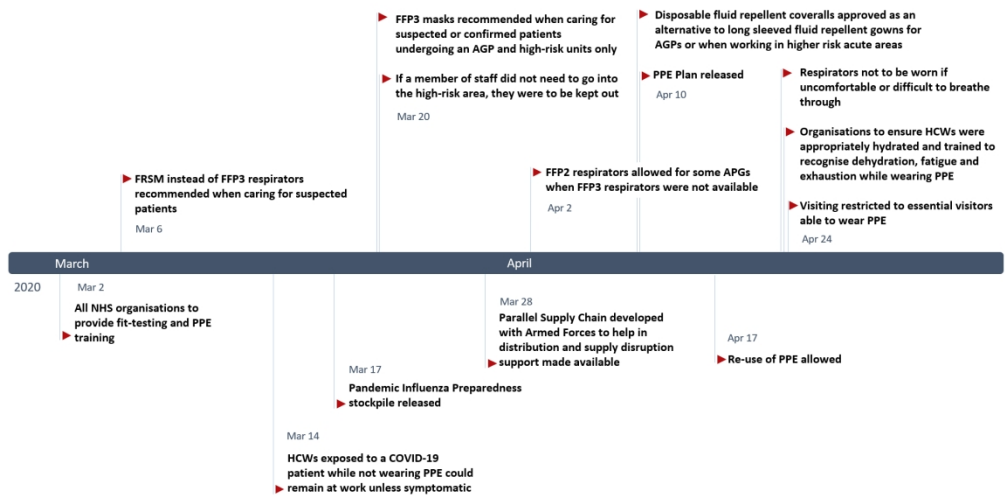 FFP3 masks recommended when caring for
suspected or confirmed patients
undergoing an AGP and high-risk units only
If a member of staff did not need to go into
the high-risk area, they were to be kept out
Mar 20
Disposable fluid repellent coveralls approved as an
alternative to long sleeved fluid repellent gowns for
AGPs or when working in higher risk acute areas
PPE Plan released
Apr 10
Respirators not to be worn if
uncomfortable or difficult to breathe
through
Organisations to ensure HCWs were
appropriately hydrated and trained to
recognise dehydration, fatigue and
exhaustion while wearing PPE
Visiting restricted to essential visitors
able to wear PPE
Apr 24
FRSM instead of FFP3 respirators
recommended when caring for suspected
patients
Mar 6
FFP2 respirators allowed for some APGs
when FFP3 respirators were not available
Apr 2
March
April
2020
Mar 2
All NHS organisations to
provide fit-testing and PPE
training
Mar 28
Parallel Supply Chain developed
with Armed Forces to help in
distribution and supply disruption
support made available
Apr 17
Re-use of PPE allowed
Mar 17
Pandemic Influenza Preparedness
stockpile released
Mar 14
HCWs exposed to a COVID-19
patient while not wearing PPE could
remain at work unless symptomatic